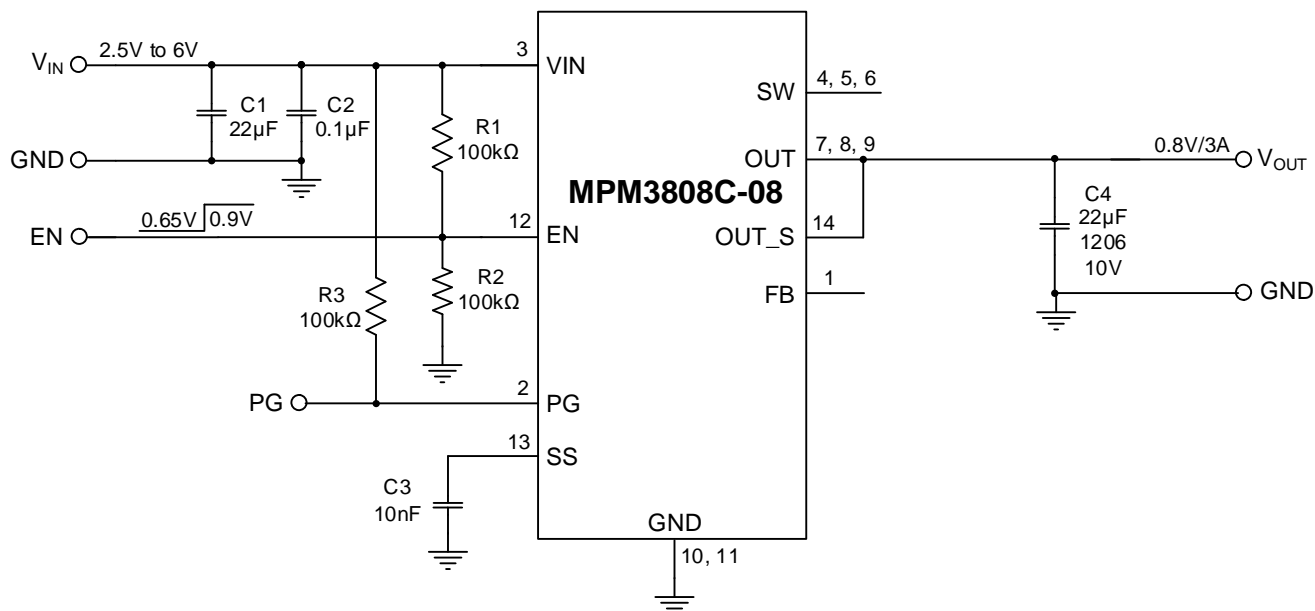 VIN
2.5V to 6V
3
VIN
C1
22µF
C2
0.1µF
R1
100kΩ
GND
SW
4, 5, 6
OUT
7, 8, 9
0.8V/3A
VOUT
MPM3808C-08
EN
0.65V
0.9V
12
EN
OUT_S
14
C4
22µF
1206
10V
R3
100kΩ
R2
100kΩ
FB
1
GND
PG
2
PG
13
SS
C3
10nF
GND
10, 11